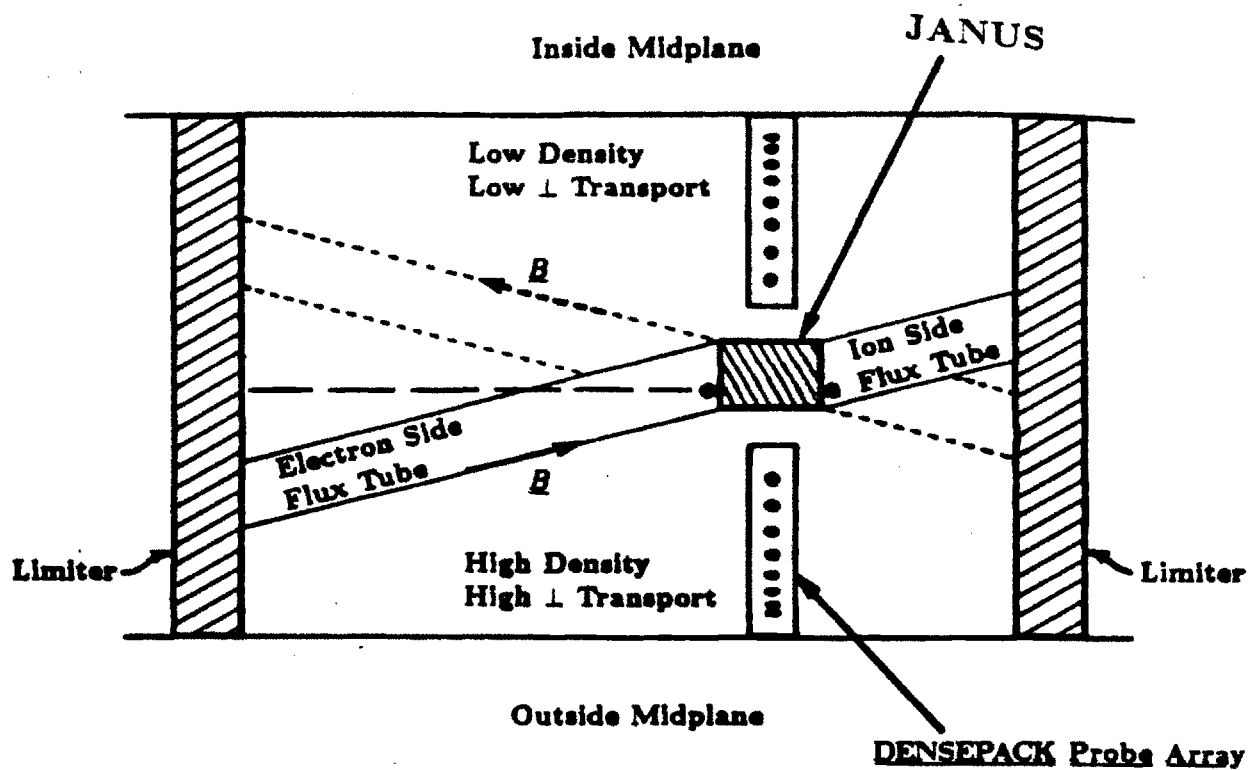 JANUS
Inside Midplane
Low Density
Low ⊥ Transport
B
Ion Side
Flux Tube
Electron Side
Flux Tube
B
Limiter
High Density
High ⊥ Transport
Limiter
Outside Midplane
DENSEPACK Probe Array